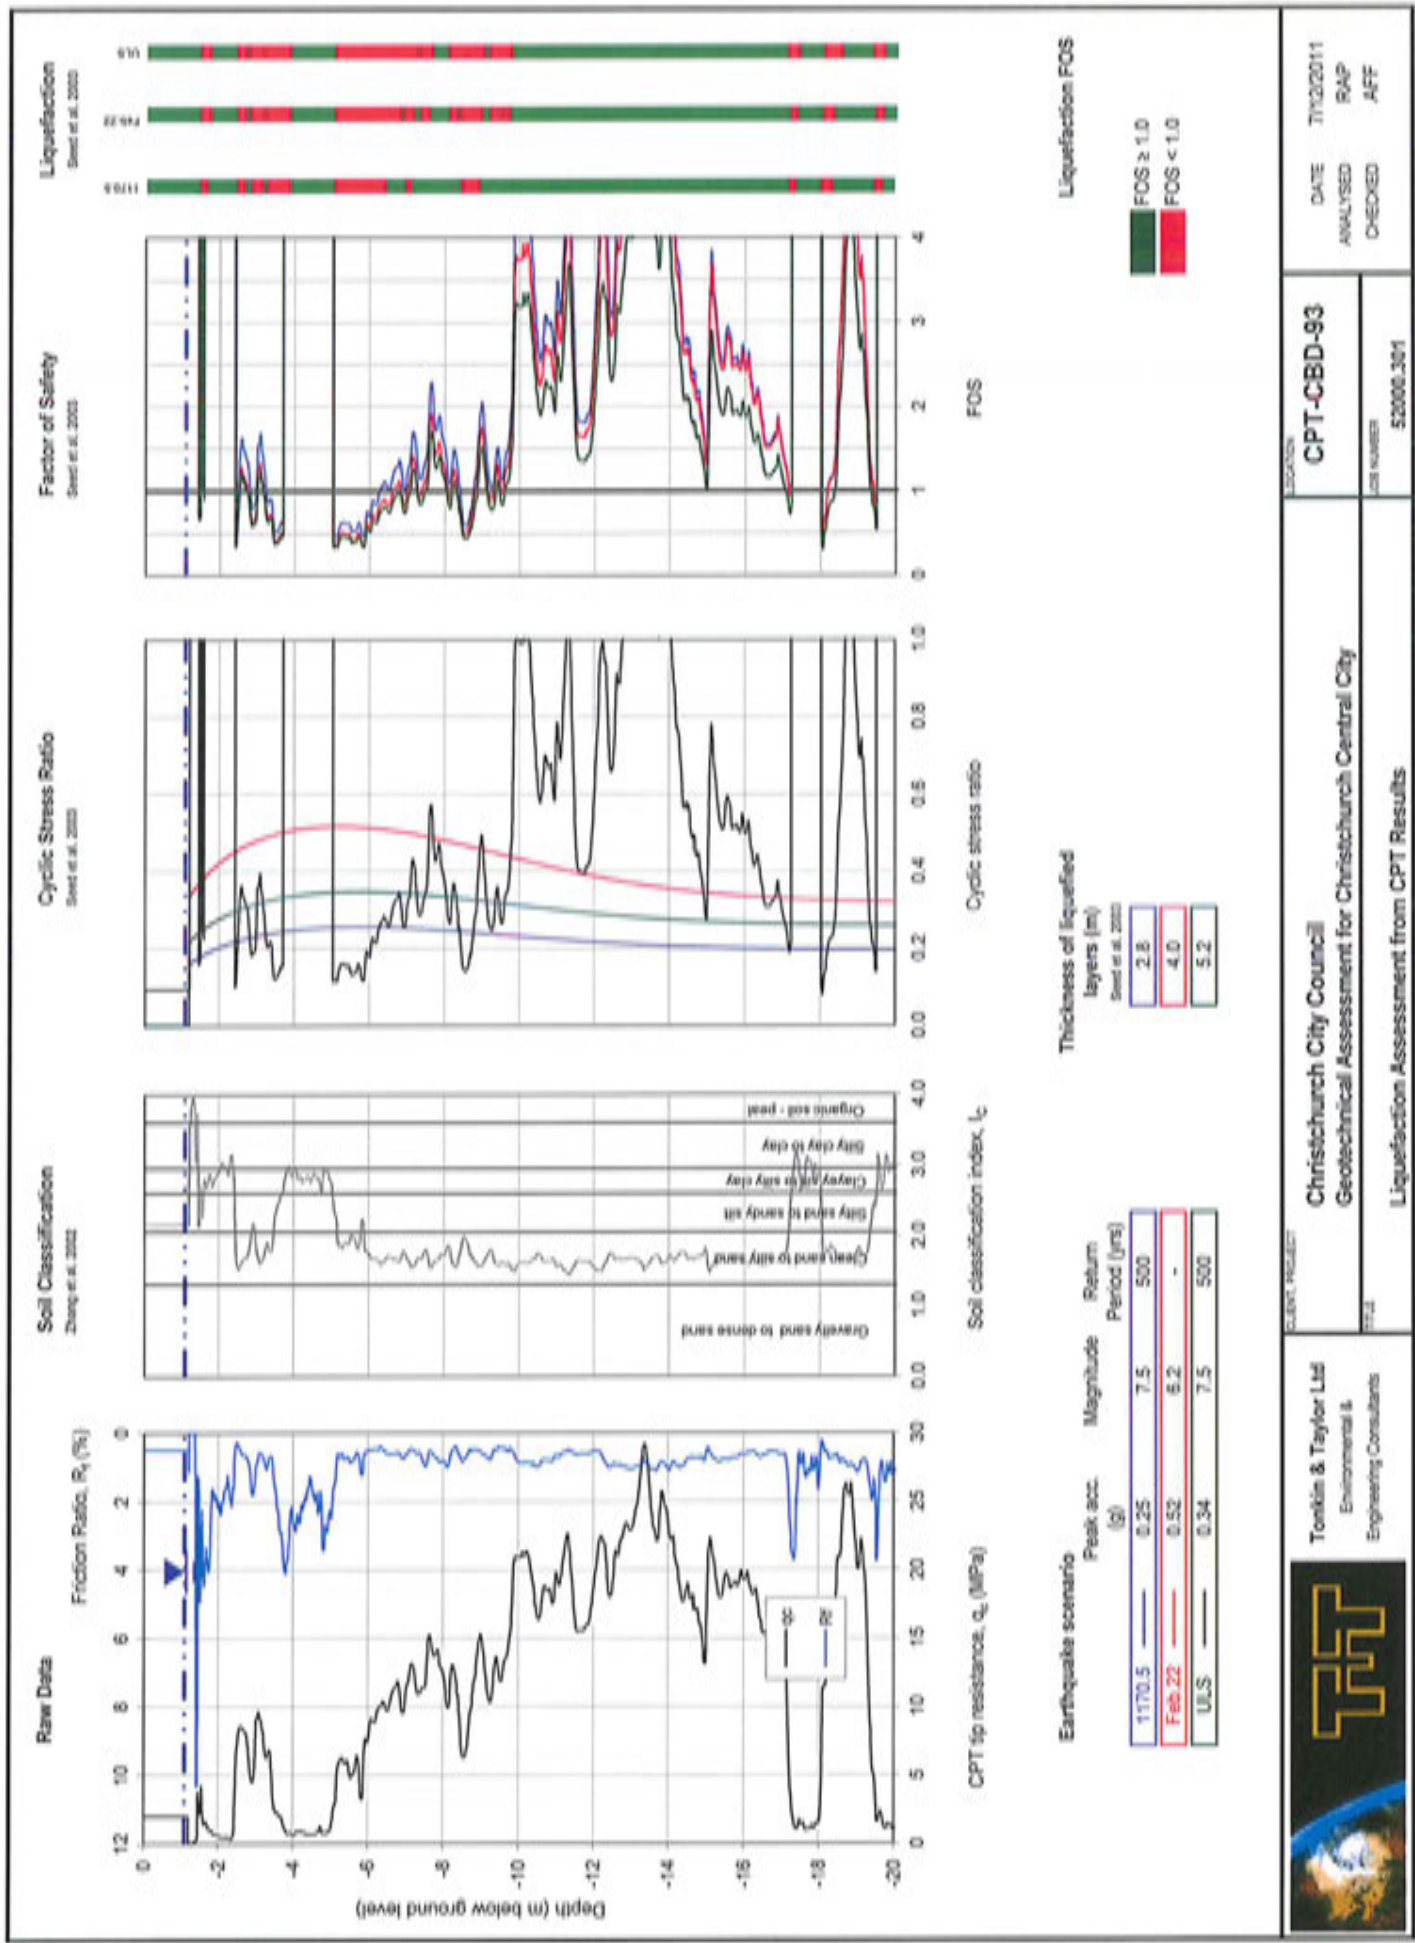 Raw Data
Friction Ratio, Rf (%)
0
2
4
6
8
10
12
0
5
10
15
20
25
30
CPT tip resistance, qc (MPa)
qc
Rf
Depth (m below ground level)
0
-2
-4
-6
-8
-10
-12
-14
-16
-18
-20
Soil Classification
Zhang et al. 2002
Gravelly sand to dense sand
Clean sand to silty sand
Silty sand to sandy silt
Clayey silt to silty clay
Silty clay to clay
Organic soil - peat
0.0
1.0
2.0
3.0
4.0
Soil classification index, IC
Cyclic Stress Ratio
Seed et al. 2003
0.0
0.2
0.4
0.6
0.8
1.0
Cyclic stress ratio
Factor of Safety
Seed et al. 2003
0
1
2
3
4
FOS
Liquefaction
Seed et al. 2003
1170.5
Feb.22
ULS
Earthquake scenario
Peak acc. (g)
Magnitude
Return Period (yrs)
1170.5 0.25 7.5 500
Feb 22 0.52 6.2 -
ULS 0.34 7.5 500
Thickness of liquefied
layers (m)
Seed et al. 2003
2.8
4.0
5.2
Liquefaction FOS
FOS ≥ 1.0
FOS < 1.0
T+T
Tonkin & Taylor Ltd
Environmental &
Engineering Consultants
CLIENT, PROJECT
Christchurch City Council
Geotechnical Assessment for Christchurch Central City
TITLE
Liquefaction Assessment from CPT Results
LOCATION
CPT-CBD-93
JOB NUMBER
52000.301
DATE 7/12/2011
ANALYSED RAP
CHECKED AFF